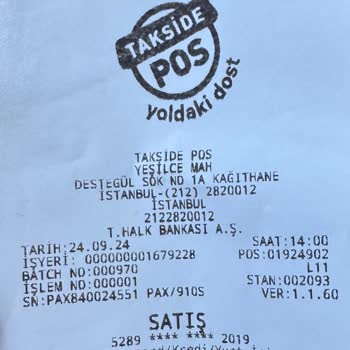 TAKSİDE
POS
yoldaki dost
TAKSİDE POS
YEŞİLCE MAH
DESTEGÜL SOK NO 1A KAĞITHANE
İSTANBUL-(212) 2820012
İSTANBUL
2122820012
T.HALK BANKASI A.Ş.
TARİH:24.09.24 SAAT:14:00
İŞYERİ: 000000001679228 POS:01924902
BATCH NO:000970 L11
İŞLEM NO:000001 STAN:002093
SN:PAX840024551 PAX/910S VER:1.1.60
SATIŞ
5289 **** **** 2019